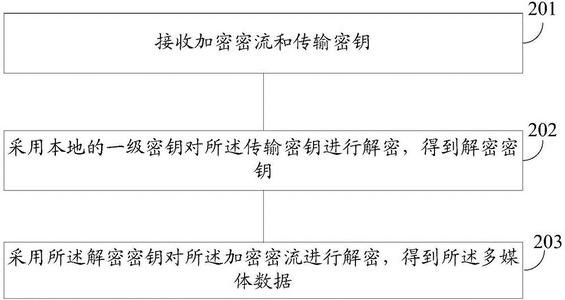 201
接收加密密流和传输密钥
202
采用本地的一级密钥对所述传输密钥进行解密，得到解密密
钥
203
采用所述解密密钥对所述加密密流进行解密，得到所述多媒
体数据